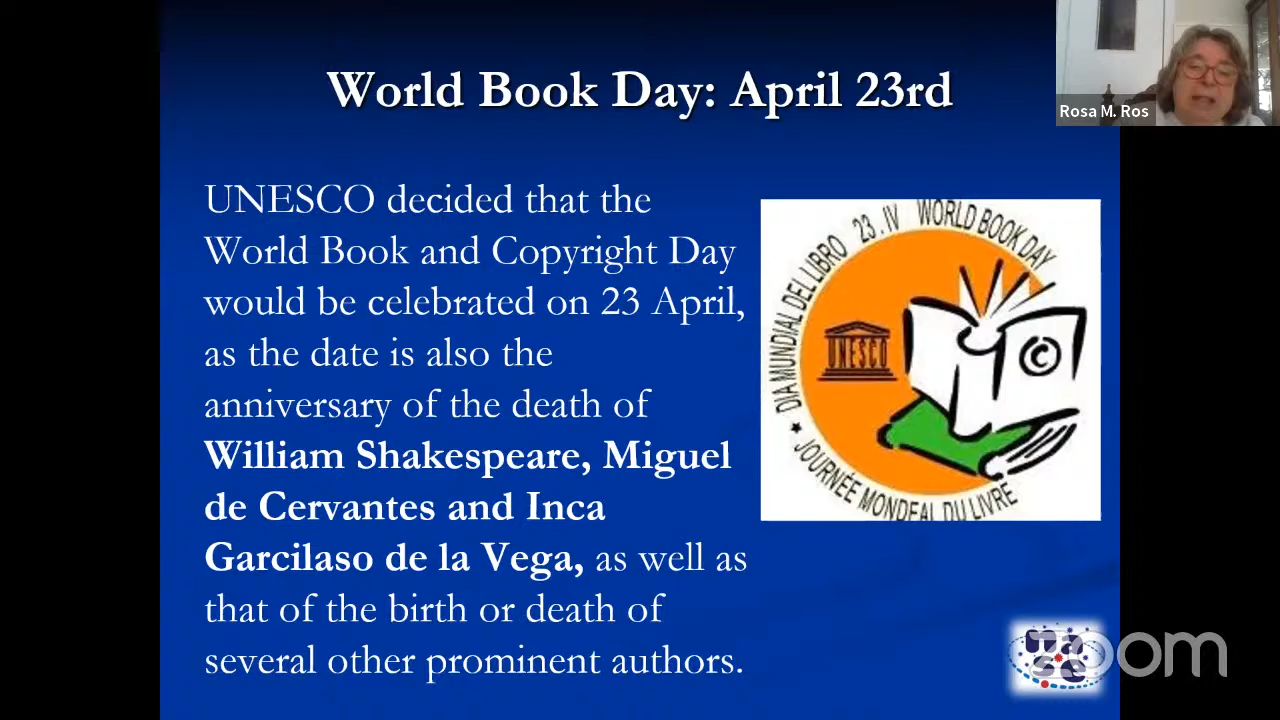 World Book Day: April 23rd
Rosa M. Ros
UNESCO decided that the
World Book and Copyright Day
would be celebrated on 23 April,
as the date is also the
anniversary of the death of
William Shakespeare, Miguel
de Cervantes and Inca
Garcilaso de la Vega, as well as
that of the birth or death of
several other prominent authors.
DIA MUNDIAL DEL LIBRO 23.IV WORLD BOOK DAY
UNESCO
©
★ JOURNÉE MONDEAL DU LIVRE
zoom